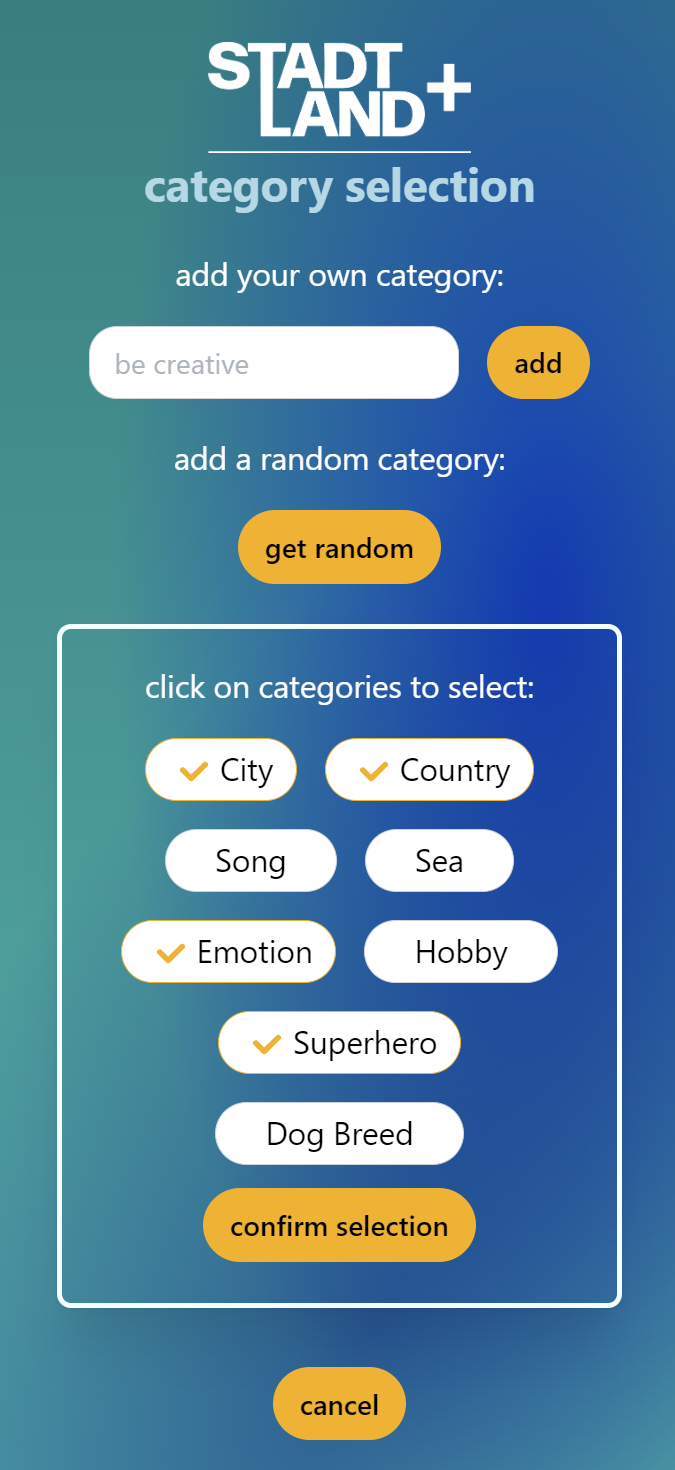 STADT
LAND+
category selection
add your own category:
be creative add
add a random category:
get random
click on categories to select:
City Country
Song Sea
Emotion Hobby
Superhero
Dog Breed
confirm selection
cancel